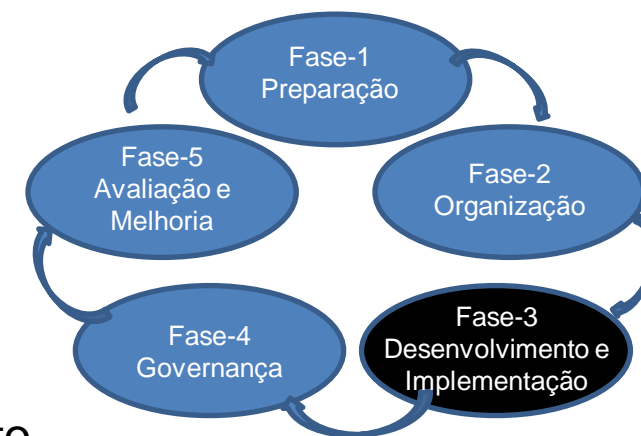 Fase-1
Preparação
Fase-2
Organização
Fase-3
Desenvolvimento e
Implementação
Fase-4
Governança
Fase-5
Avaliação e
Melhoria